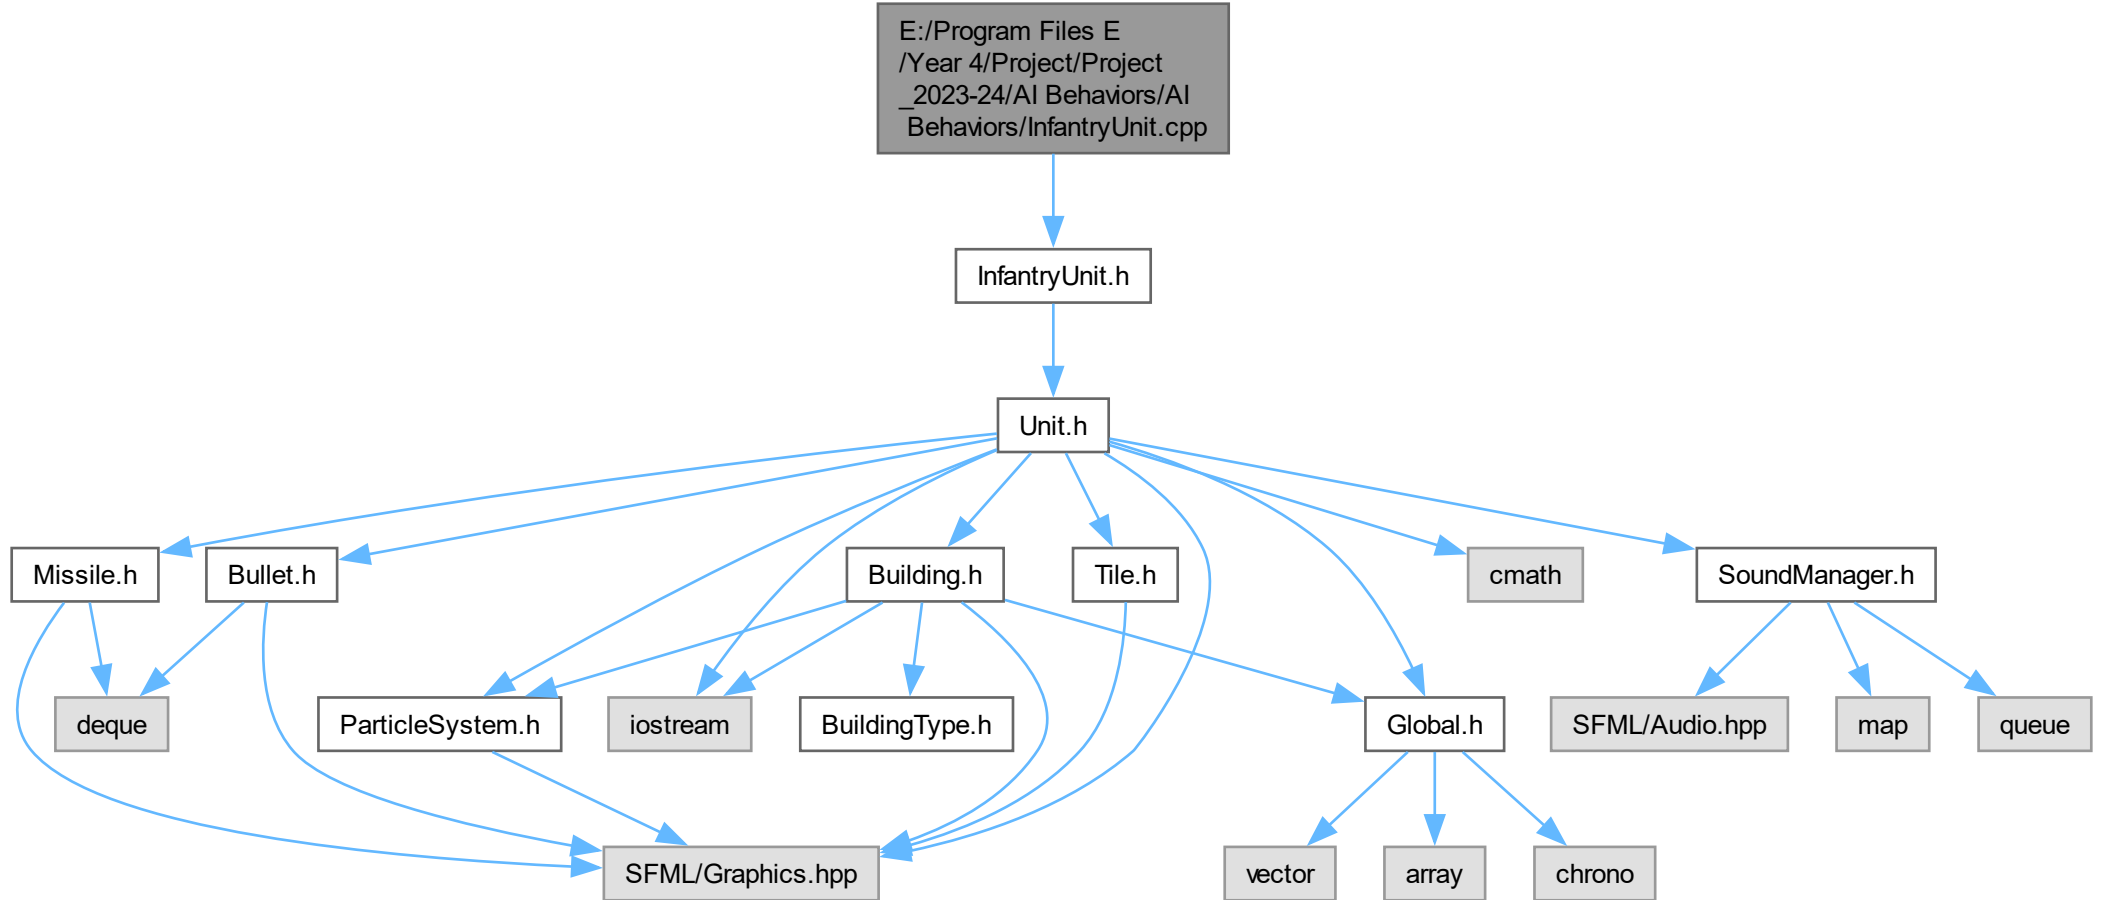 E:/Program Files E
/Year 4/Project/Project
_2023-24/AI Behaviors/AI
Behaviors/InfantryUnit.cpp
InfantryUnit.h
Unit.h
Missile.h
Bullet.h
Building.h
Tile.h
cmath
SoundManager.h
deque
ParticleSystem.h
iostream
BuildingType.h
Global.h
SFML/Audio.hpp
map
queue
SFML/Graphics.hpp
vector
array
chrono